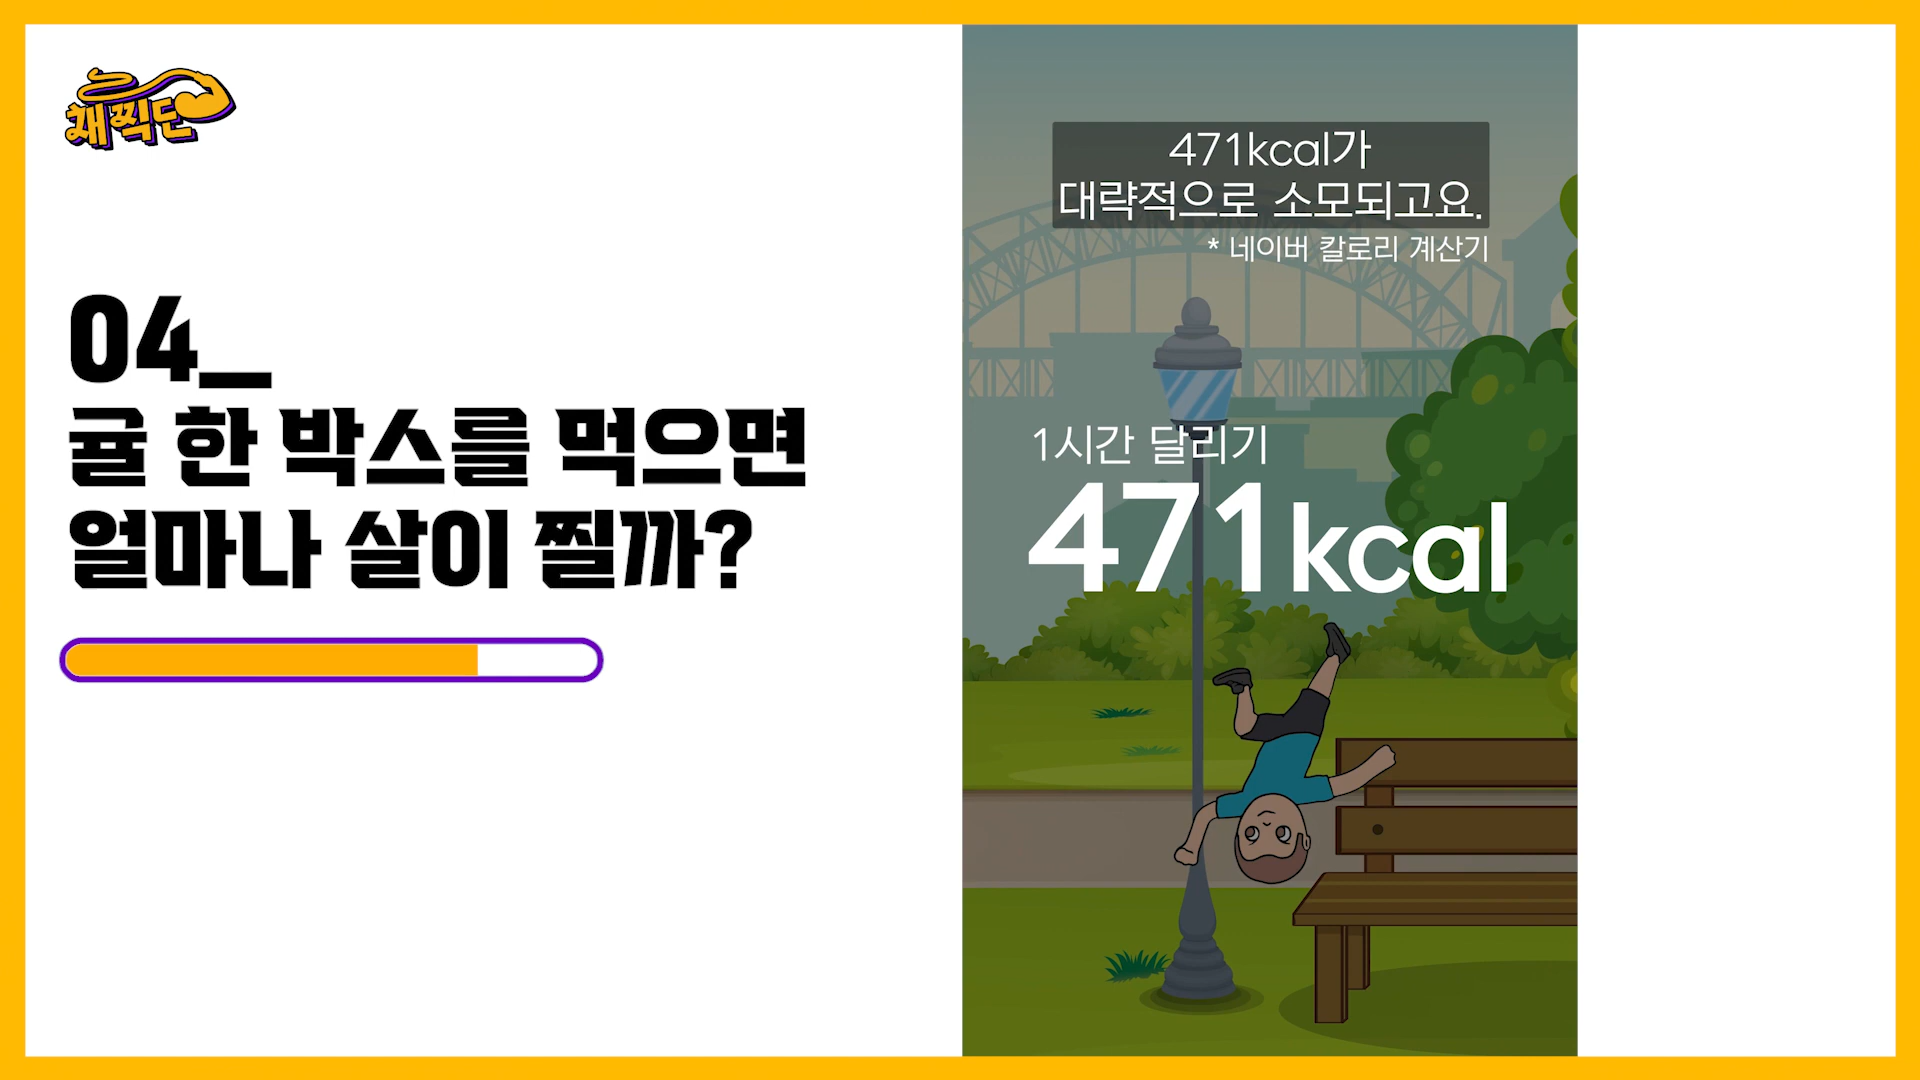 채찍단
04_
귤 한 박스를 먹으면
얼마나 살이 찔까?
471kcal가
대략적으로 소모되고요.
* 네이버 칼로리 계산기
1시간 달리기
471kcal